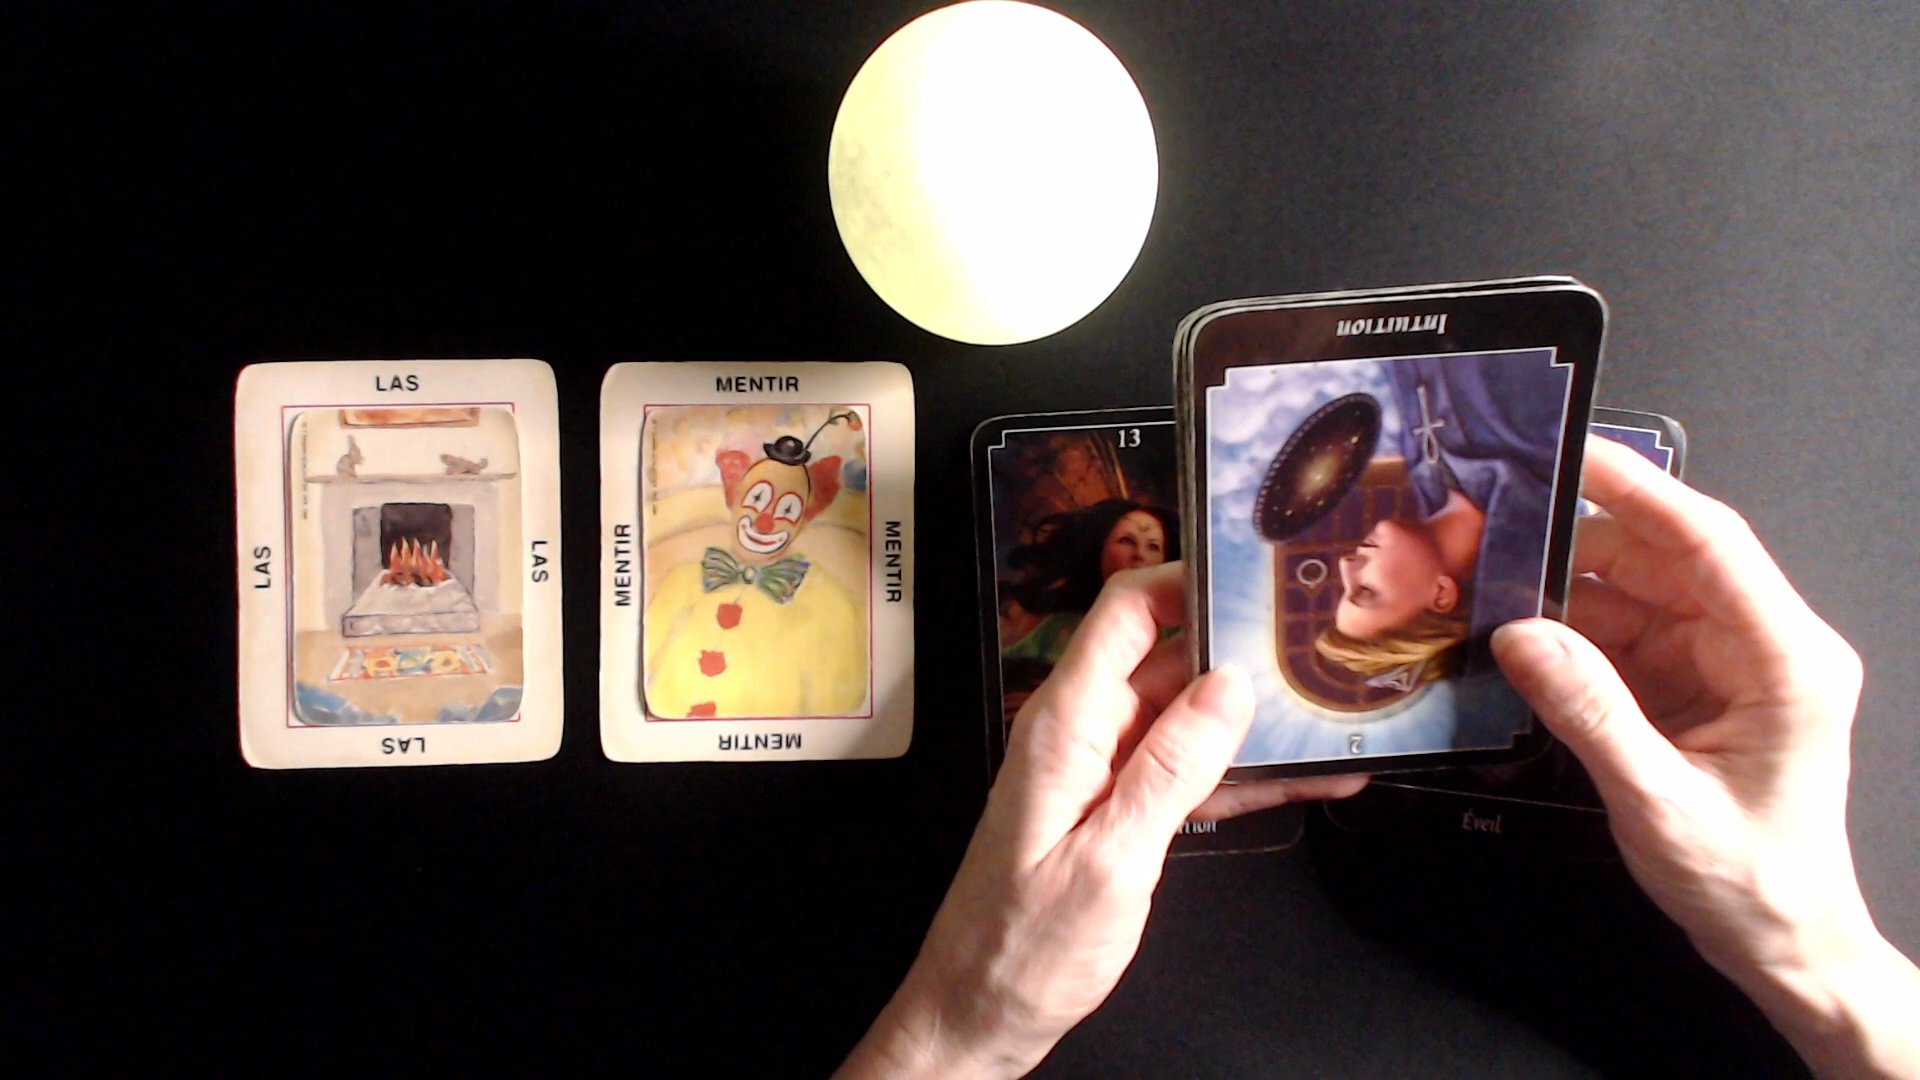 LAS
LAS
LAS
LAS
MENTIR
MENTIR
MENTIR
MENTIR
13
Intuition
2
Éveil